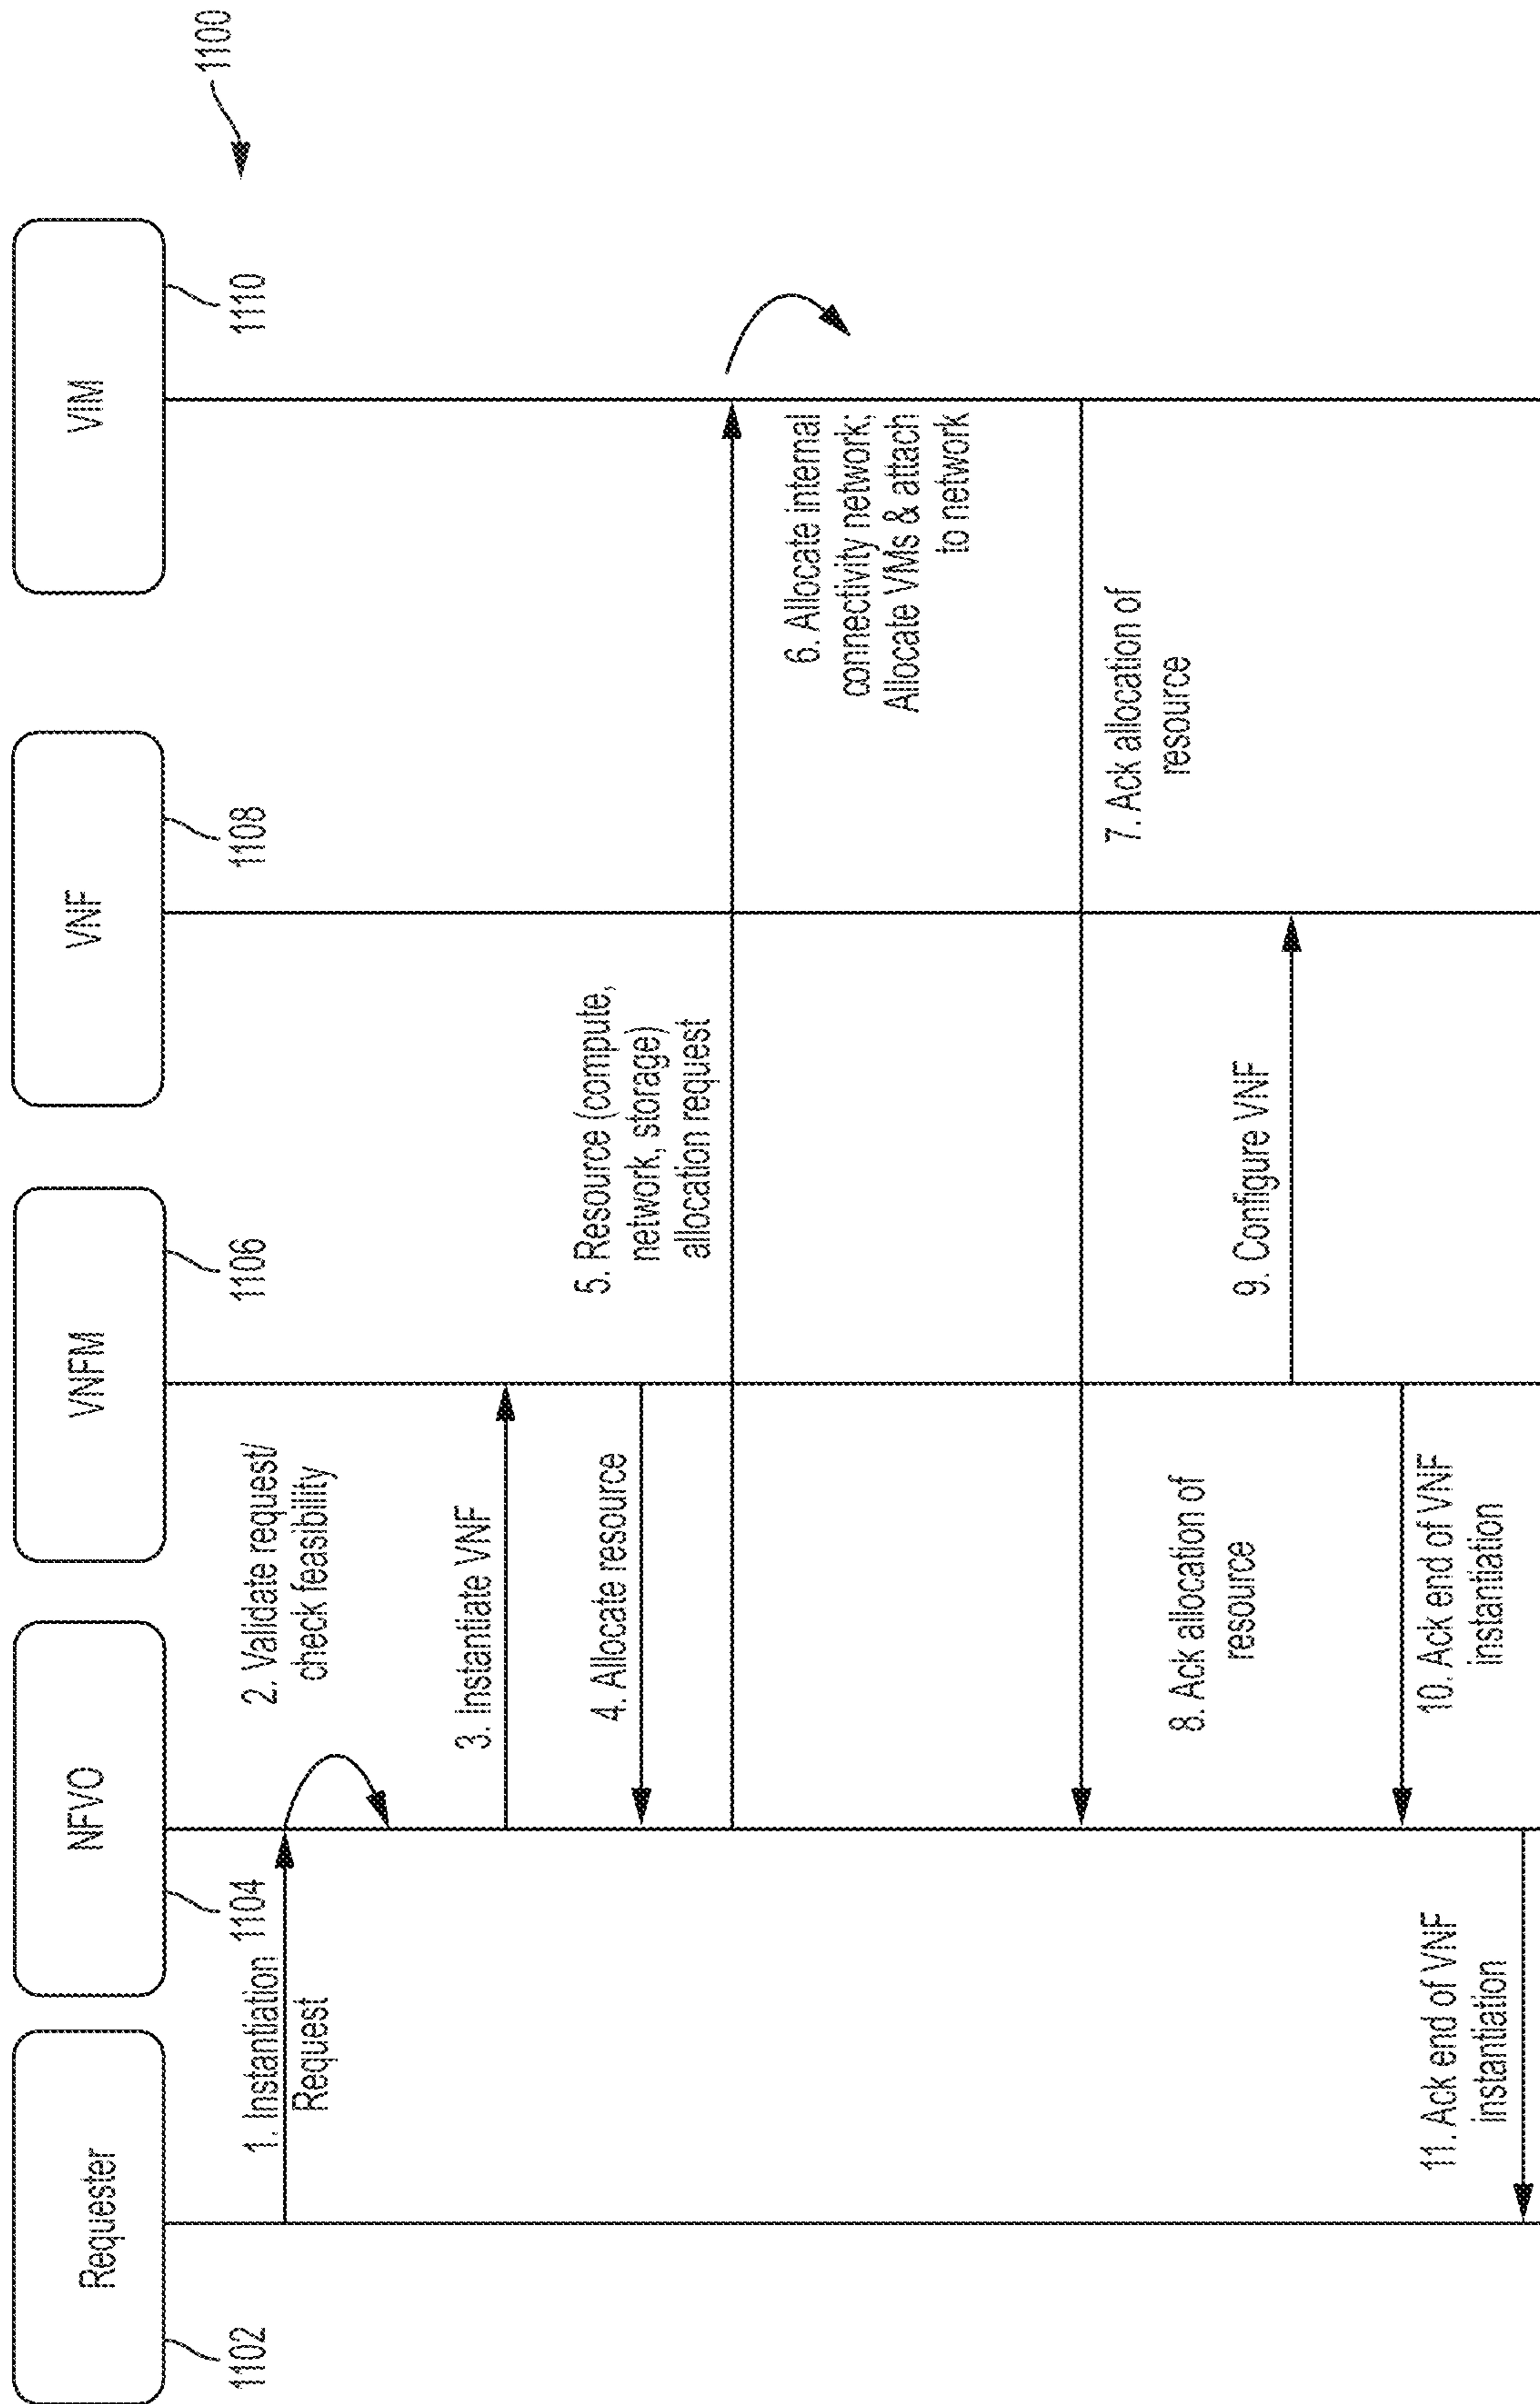 Requester
NFVO
VNFM
VNF
VIM
1102
1104
1106
1108
1110
1100
1. Instantiation
Request
2. Validate request/
check feasibility
3. Instantiate VNF
4. Allocate resource
5. Resource (compute,
network, storage)
allocation request
6. Allocate internal
connectivity network;
Allocate VMs & attach
to network
7. Ack allocation of
resource
8. Ack allocation of
resource
9. Configure VNF
10. Ack end of VNF
instantiation
11. Ack end of VNF
instantiation